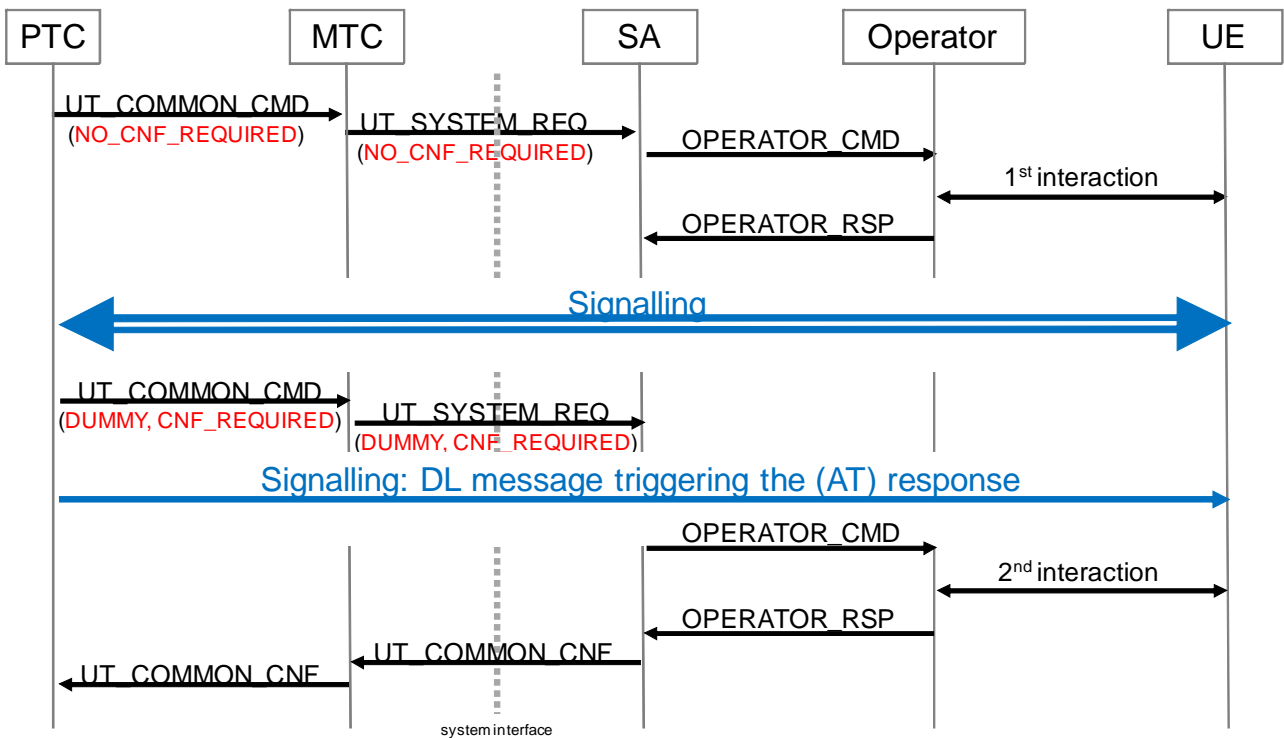 PTC
MTC
SA
Operator
UE
UT_COMMON_CMD
(NO_CNF_REQUIRED)
UT_SYSTEM_REQ
(NO_CNF_REQUIRED)
OPERATOR_CMD
1st interaction
OPERATOR_RSP
Signalling
UT_COMMON_CMD
(DUMMY, CNF_REQUIRED)
UT_SYSTEM_REQ
(DUMMY, CNF_REQUIRED)
Signalling: DL message triggering the (AT) response
OPERATOR_CMD
2nd interaction
OPERATOR_RSP
UT_COMMON_CNF
UT_COMMON_CNF
system interface